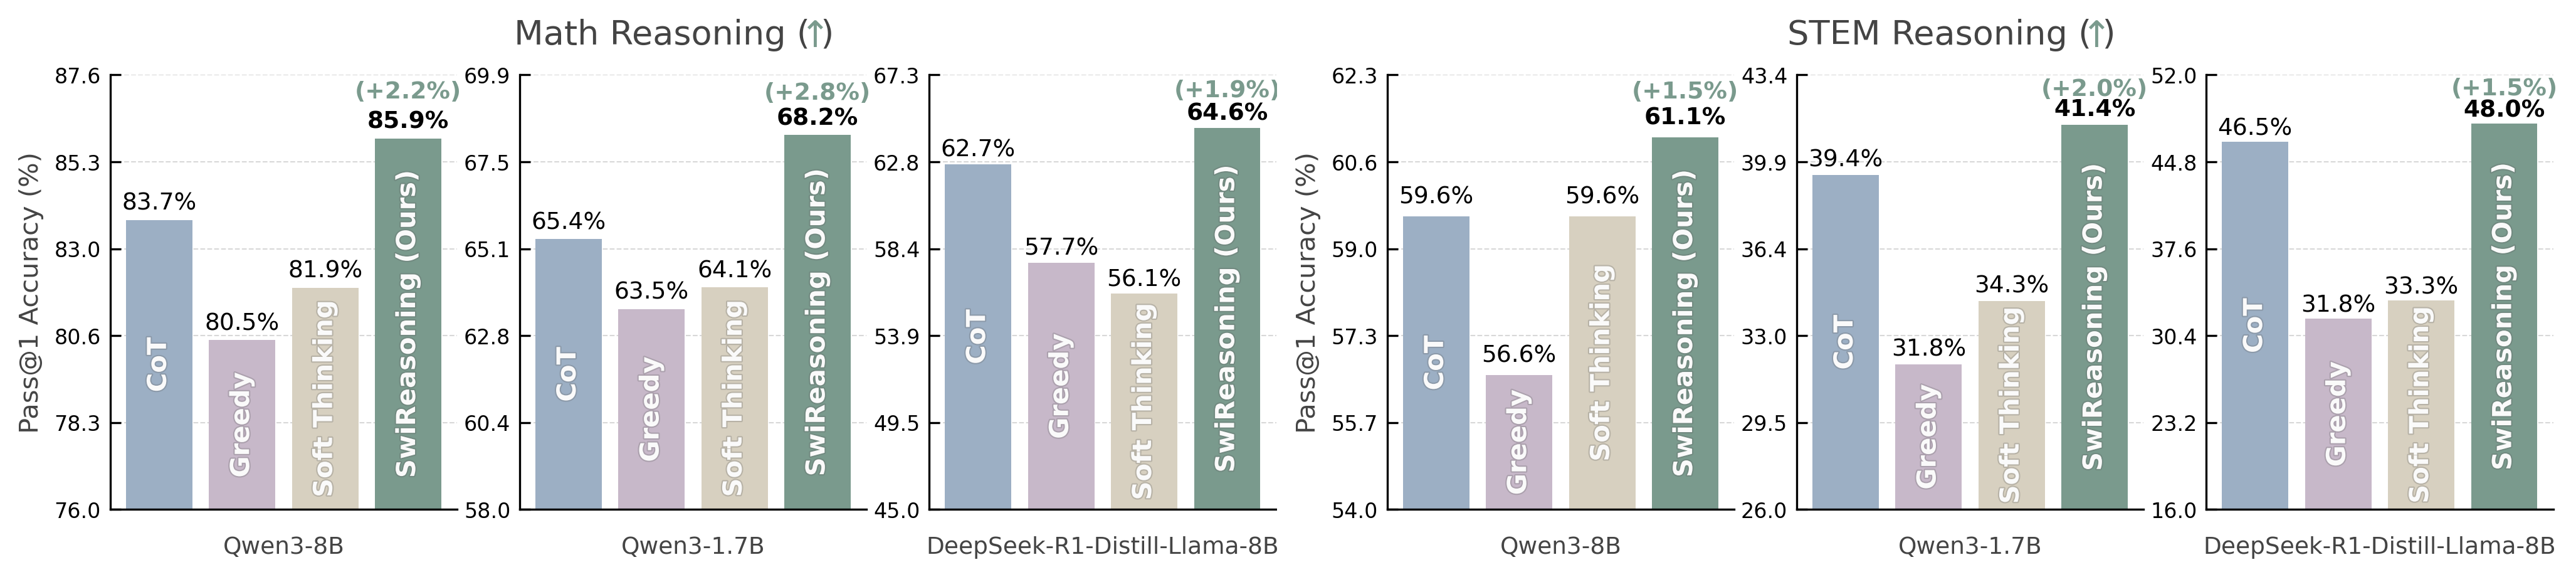 Math Reasoning (↑)
STEM Reasoning (↑)
Pass@1 Accuracy (%)
87.6
85.3
83.0
80.6
78.3
76.0
83.7%
80.5%
81.9%
(+2.2%)
85.9%
CoT
Greedy
Soft Thinking
SwiReasoning (Ours)
Qwen3-8B
69.9
67.5
65.1
62.8
60.4
58.0
65.4%
63.5%
64.1%
(+2.8%)
68.2%
CoT
Greedy
Soft Thinking
SwiReasoning (Ours)
Qwen3-1.7B
67.3
62.8
58.4
53.9
49.5
45.0
62.7%
57.7%
56.1%
(+1.9%)
64.6%
CoT
Greedy
Soft Thinking
SwiReasoning (Ours)
DeepSeek-R1-Distill-Llama-8B
Pass@1 Accuracy (%)
62.3
60.6
59.0
57.3
55.7
54.0
59.6%
56.6%
59.6%
(+1.5%)
61.1%
CoT
Greedy
Soft Thinking
SwiReasoning (Ours)
Qwen3-8B
43.4
39.9
36.4
33.0
29.5
26.0
39.4%
31.8%
34.3%
(+2.0%)
41.4%
CoT
Greedy
Soft Thinking
SwiReasoning (Ours)
Qwen3-1.7B
52.0
44.8
37.6
30.4
23.2
16.0
46.5%
31.8%
33.3%
(+1.5%)
48.0%
CoT
Greedy
Soft Thinking
SwiReasoning (Ours)
DeepSeek-R1-Distill-Llama-8B